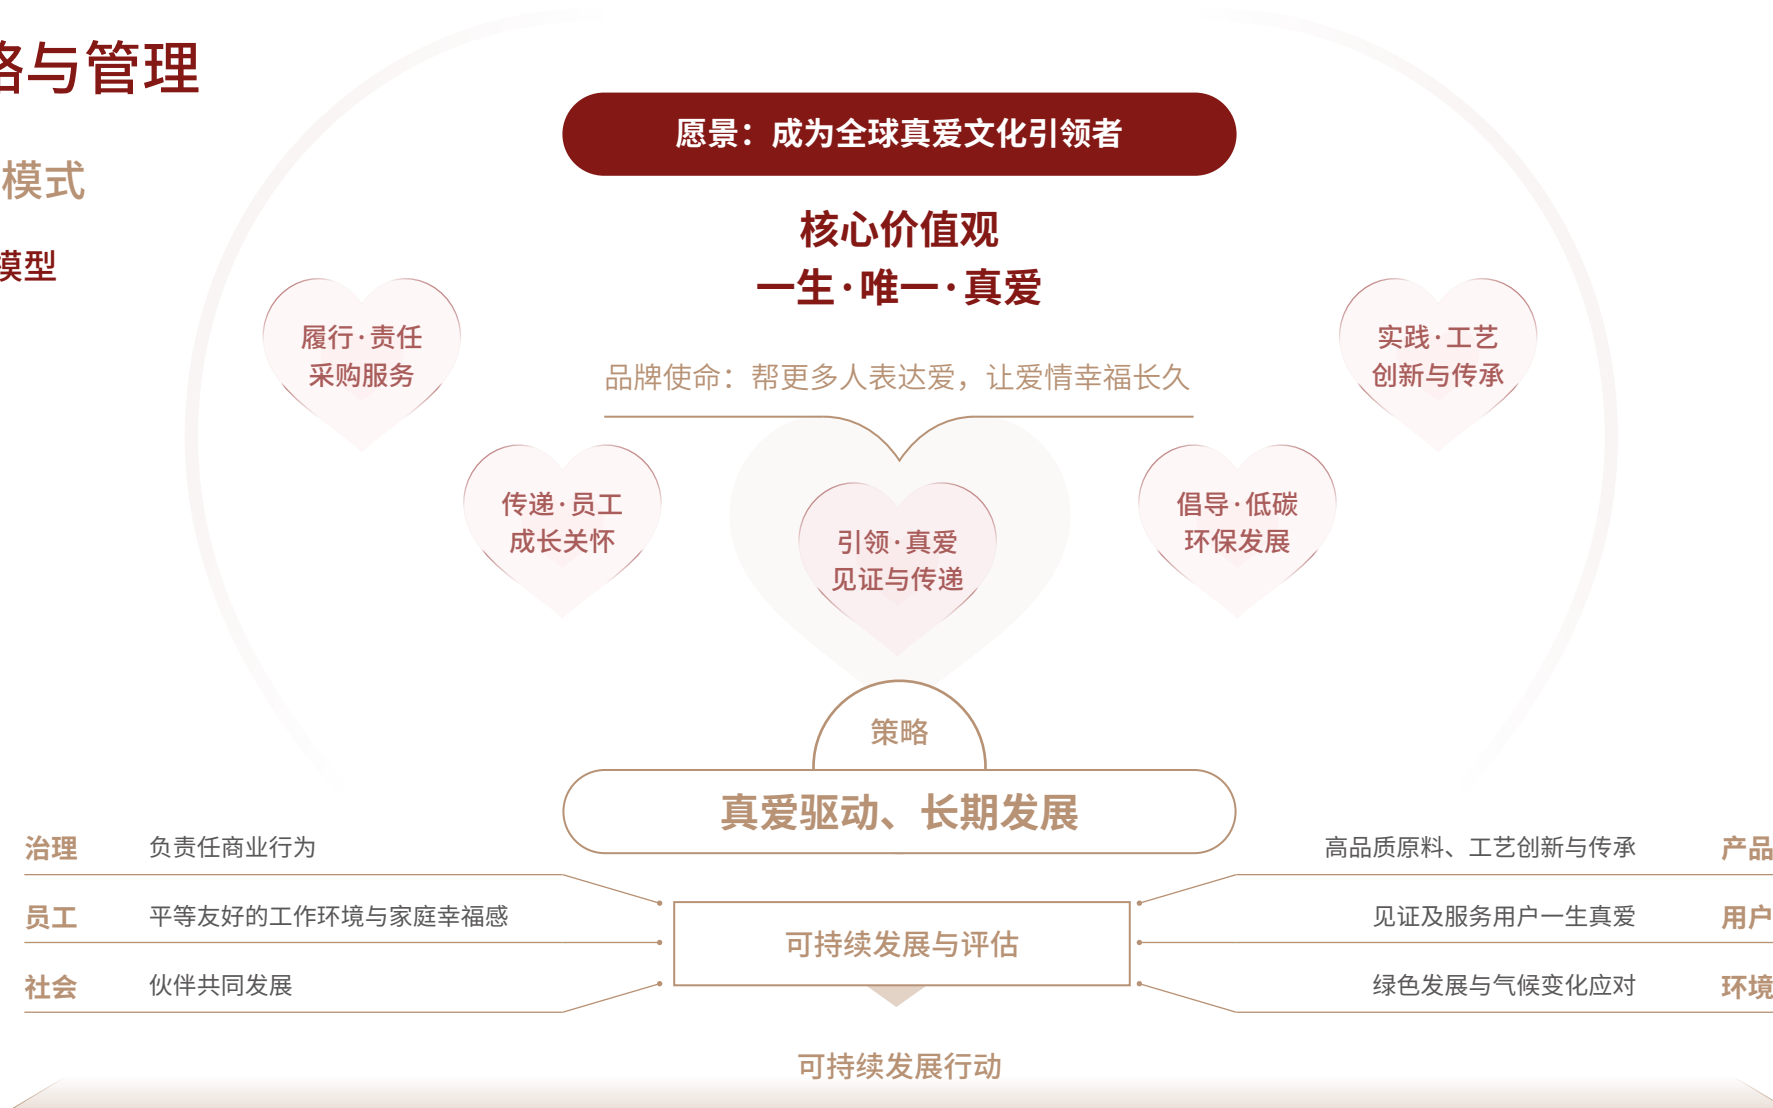 与管理
模式
模型
愿景：成为全球真爱文化引领者
核心价值观
一生·唯一·真爱
品牌使命：帮更多人表达爱，让爱情幸福长久
履行·责任
采购服务
传递·员工
成长关怀
引领·真爱
见证与传递
倡导·低碳
环保发展
实践·工艺
创新与传承
策略
真爱驱动、长期发展
治理 负责任商业行为
员工 平等友好的工作环境与家庭幸福感
社会 伙伴共同发展
高品质原料、工艺创新与传承 产品
见证及服务用户一生真爱 用户
绿色发展与气候变化应对 环境
可持续发展与评估
可持续发展行动